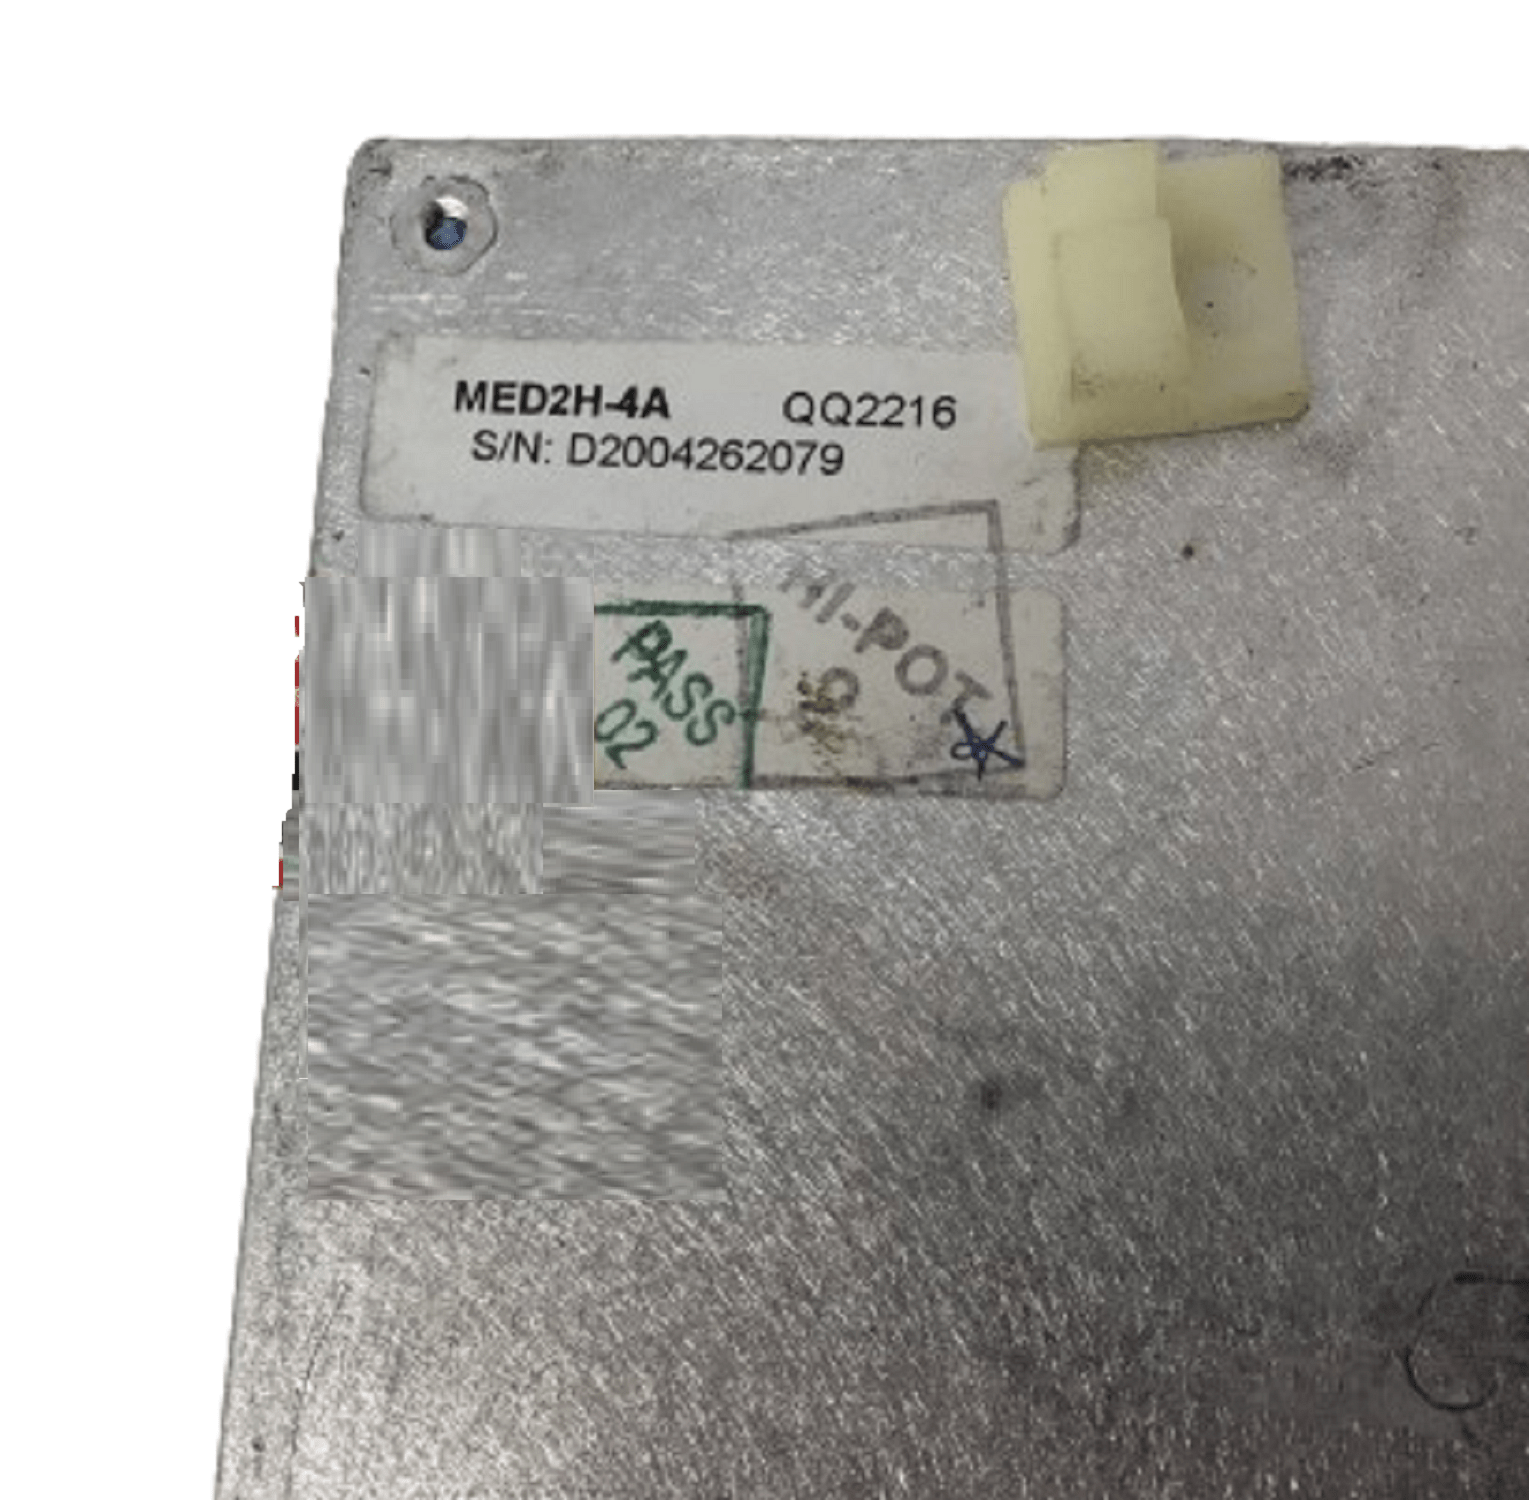 MED2H-4A QQ2216
S/N: D2004262079
PASS
02
HI-POT